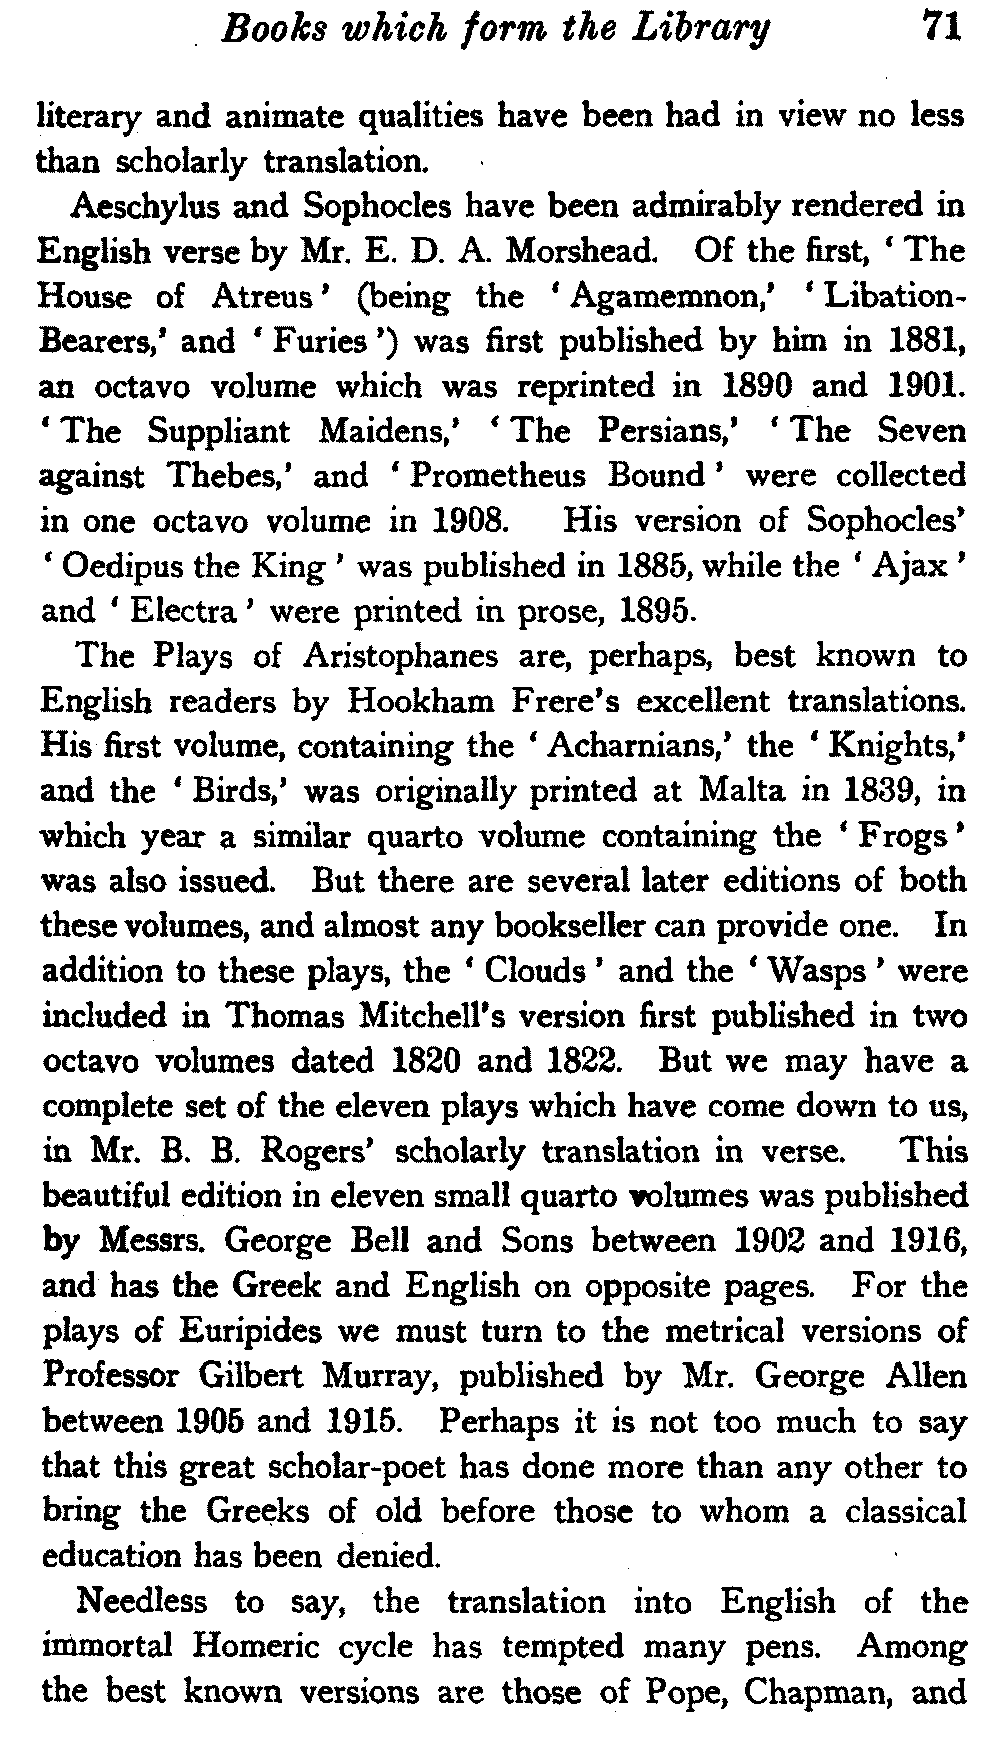 Books which form the Library 71
literary and animate qualities have been had in view no less
than scholarly translation.
Aeschylus and Sophocles have been admirably rendered in
English verse by Mr. E. D. A. Morshead. Of the first, ‘ The
House of Atreus ’ (being the ‘ Agamemnon,’ ‘ Libation-
Bearers,’ and ‘ Furies ’) was first published by him in 1881,
an octavo volume which was reprinted in 1890 and 1901.
‘ The Suppliant Maidens,’ ‘ The Persians,’ ‘ The Seven
against Thebes,’ and ‘ Prometheus Bound ’ were collected
in one octavo volume in 1908. His version of Sophocles’
‘ Oedipus the King ’ was published in 1885, while the ‘ Ajax ’
and ‘ Electra ’ were printed in prose, 1895.
The Plays of Aristophanes are, perhaps, best known to
English readers by Hookham Frere’s excellent translations.
His first volume, containing the ‘ Acharnians,’ the ‘ Knights,’
and the ‘ Birds,’ was originally printed at Malta in 1839, in
which year a similar quarto volume containing the ‘ Frogs ’
was also issued. But there are several later editions of both
these volumes, and almost any bookseller can provide one. In
addition to these plays, the ‘ Clouds ’ and the ‘ Wasps ’ were
included in Thomas Mitchell’s version first published in two
octavo volumes dated 1820 and 1822. But we may have a
complete set of the eleven plays which have come down to us,
in Mr. B. B. Rogers’ scholarly translation in verse. This
beautiful edition in eleven small quarto volumes was published
by Messrs. George Bell and Sons between 1902 and 1916,
and has the Greek and English on opposite pages. For the
plays of Euripides we must turn to the metrical versions of
Professor Gilbert Murray, published by Mr. George Allen
between 1905 and 1915. Perhaps it is not too much to say
that this great scholar-poet has done more than any other to
bring the Greeks of old before those to whom a classical
education has been denied.
Needless to say, the translation into English of the
immortal Homeric cycle has tempted many pens. Among
the best known versions are those of Pope, Chapman, and